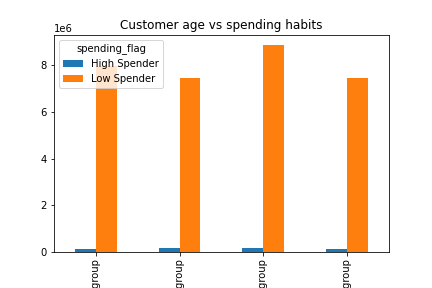 Customer age vs spending habits
1e6
spending_flag
High Spender
Low Spender
8
6
4
2
0
group
group
group
group